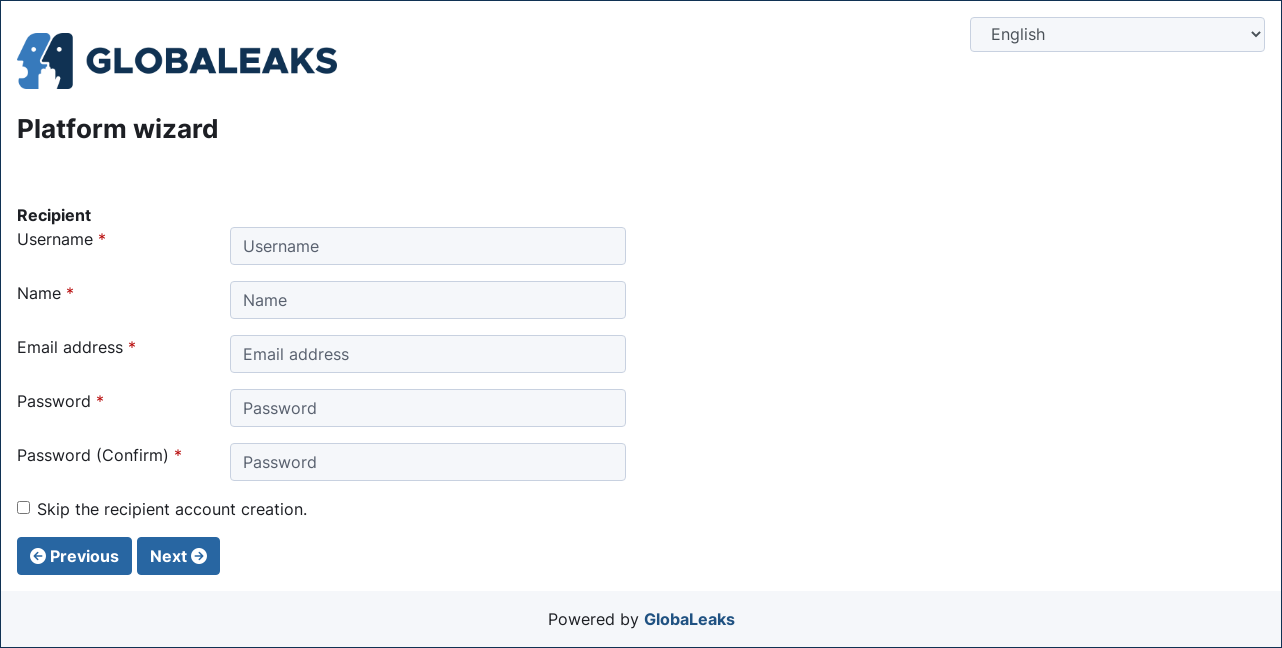 English
GLOBALEAKS
Platform wizard
Recipient
Username *
Username
Name *
Name
Email address *
Email address
Password *
Password
Password (Confirm) *
Password
Skip the recipient account creation.
Previous Next
Powered by GlobaLeaks